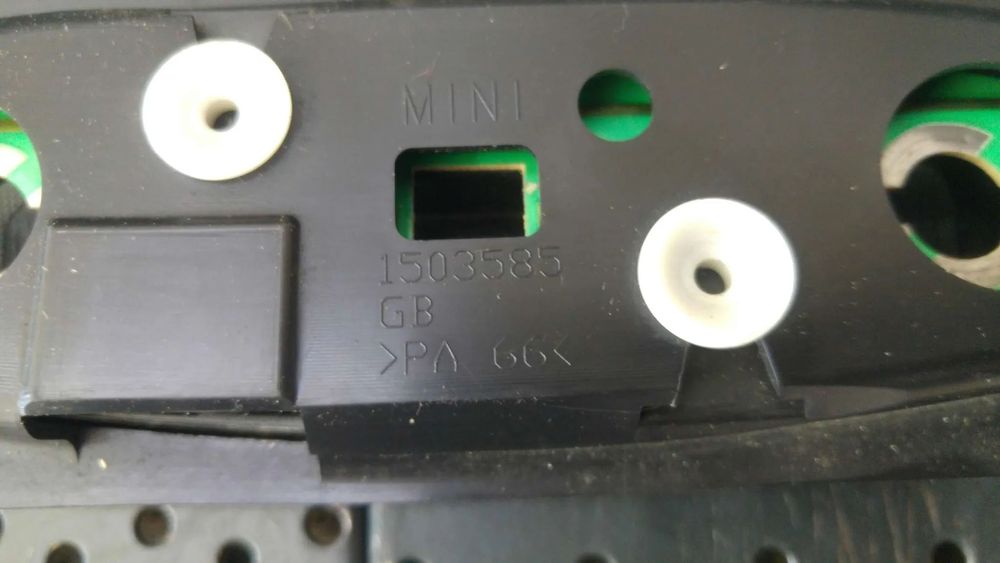 MINI
1503585
GB
>PA 66<